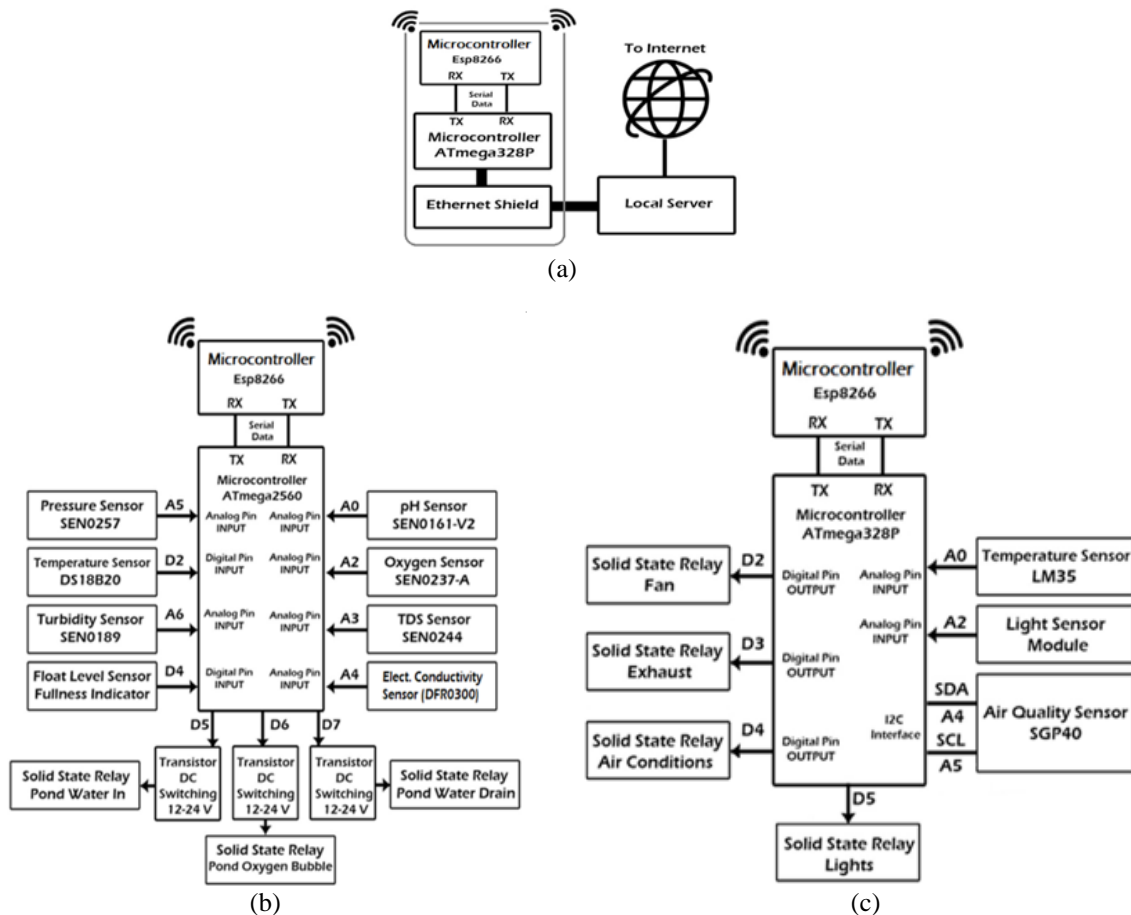 Microcontroller
Esp8266
RX TX
Serial
Data
TX RX
Microcontroller
ATmega328P
Ethernet Shield
To Internet
Local Server
(a)
Microcontroller
Esp8266
RX TX
Serial
Data
TX RX
Microcontroller
ATmega2560
Pressure Sensor
SEN0257
A5
Analog Pin
INPUT
Analog Pin
INPUT
A0
pH Sensor
SEN0161-V2
Temperature Sensor
DS18B20
D2
Digital Pin
INPUT
Analog Pin
INPUT
A2
Oxygen Sensor
SEN0237-A
Turbidity Sensor
SEN0189
A6
Analog Pin
INPUT
Analog Pin
INPUT
A3
TDS Sensor
SEN0244
Float Level Sensor
Fullness Indicator
D4
Digital Pin
INPUT
Analog Pin
INPUT
A4
Elect. Conductivity
Sensor (DFR0300)
D5 D6 D7
Solid State Relay
Pond Water In
Transistor
DC
Switching
12-24 V
Transistor
DC
Switching
12-24 V
Transistor
DC
Switching
12-24 V
Solid State Relay
Pond Water Drain
Solid State Relay
Pond Oxygen Bubble
(b)
Microcontroller
Esp8266
RX TX
Serial
Data
TX RX
Microcontroller
ATmega328P
Solid State Relay
Fan
D2
Digital Pin
OUTPUT
Analog Pin
INPUT
A0
Temperature Sensor
LM35
Solid State Relay
Exhaust
D3
Digital Pin
OUTPUT
Analog Pin
INPUT
A2
Light Sensor
Module
Solid State Relay
Air Conditions
D4
Digital Pin
OUTPUT
I2C
Interface
SDA
A4
SCL
A5
Air Quality Sensor
SGP40
D5
Solid State Relay
Lights
(c)